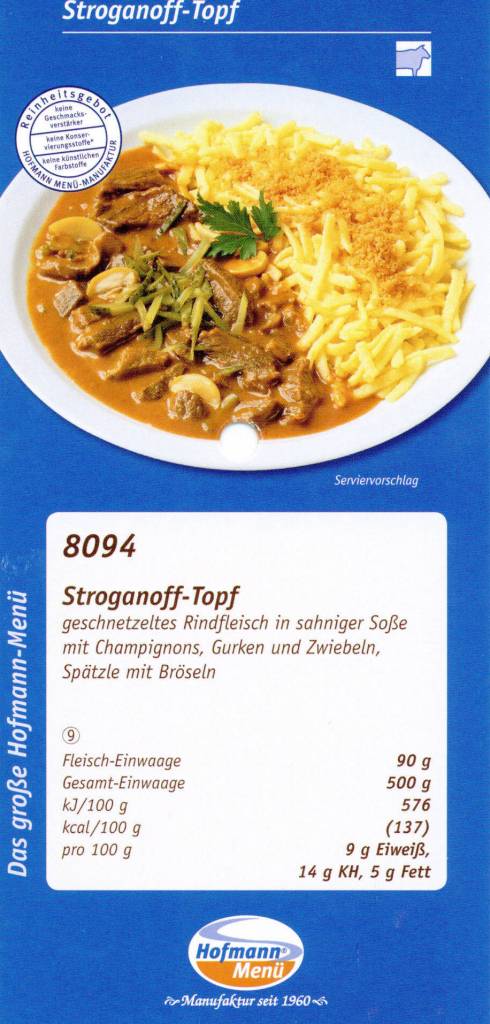 Stroganoff-Topf
Reinheitsgebot
keine
Geschmacks-
verstärker
keine Konser-
vierungsstoffe*
keine künstlichen
Farbstoffe
HOFMANN MENÜ-MANUFAKTUR
Serviervorschlag
Das große Hofmann-Menü
8094
Stroganoff-Topf
geschnetzeltes Rindfleisch in sahniger Soße
mit Champignons, Gurken und Zwiebeln,
Spätzle mit Bröseln
9
Fleisch-Einwaage 90 g
Gesamt-Einwaage 500 g
kJ/100 g 576
kcal/100 g (137)
pro 100 g 9 g Eiweiß,
14 g KH, 5 g Fett
Hofmann®
Menü
Manufaktur seit 1960